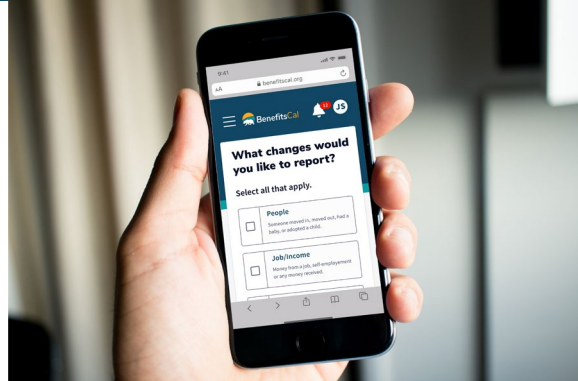 9:41
AA benefitscal.org
BenefitsCal 12 JS
What changes would
you like to report?
Select all that apply.
People
Someone moved in, moved out, had a
baby, or adopted a child.
Job/Income
Money from a job, self-employement
or any money received.